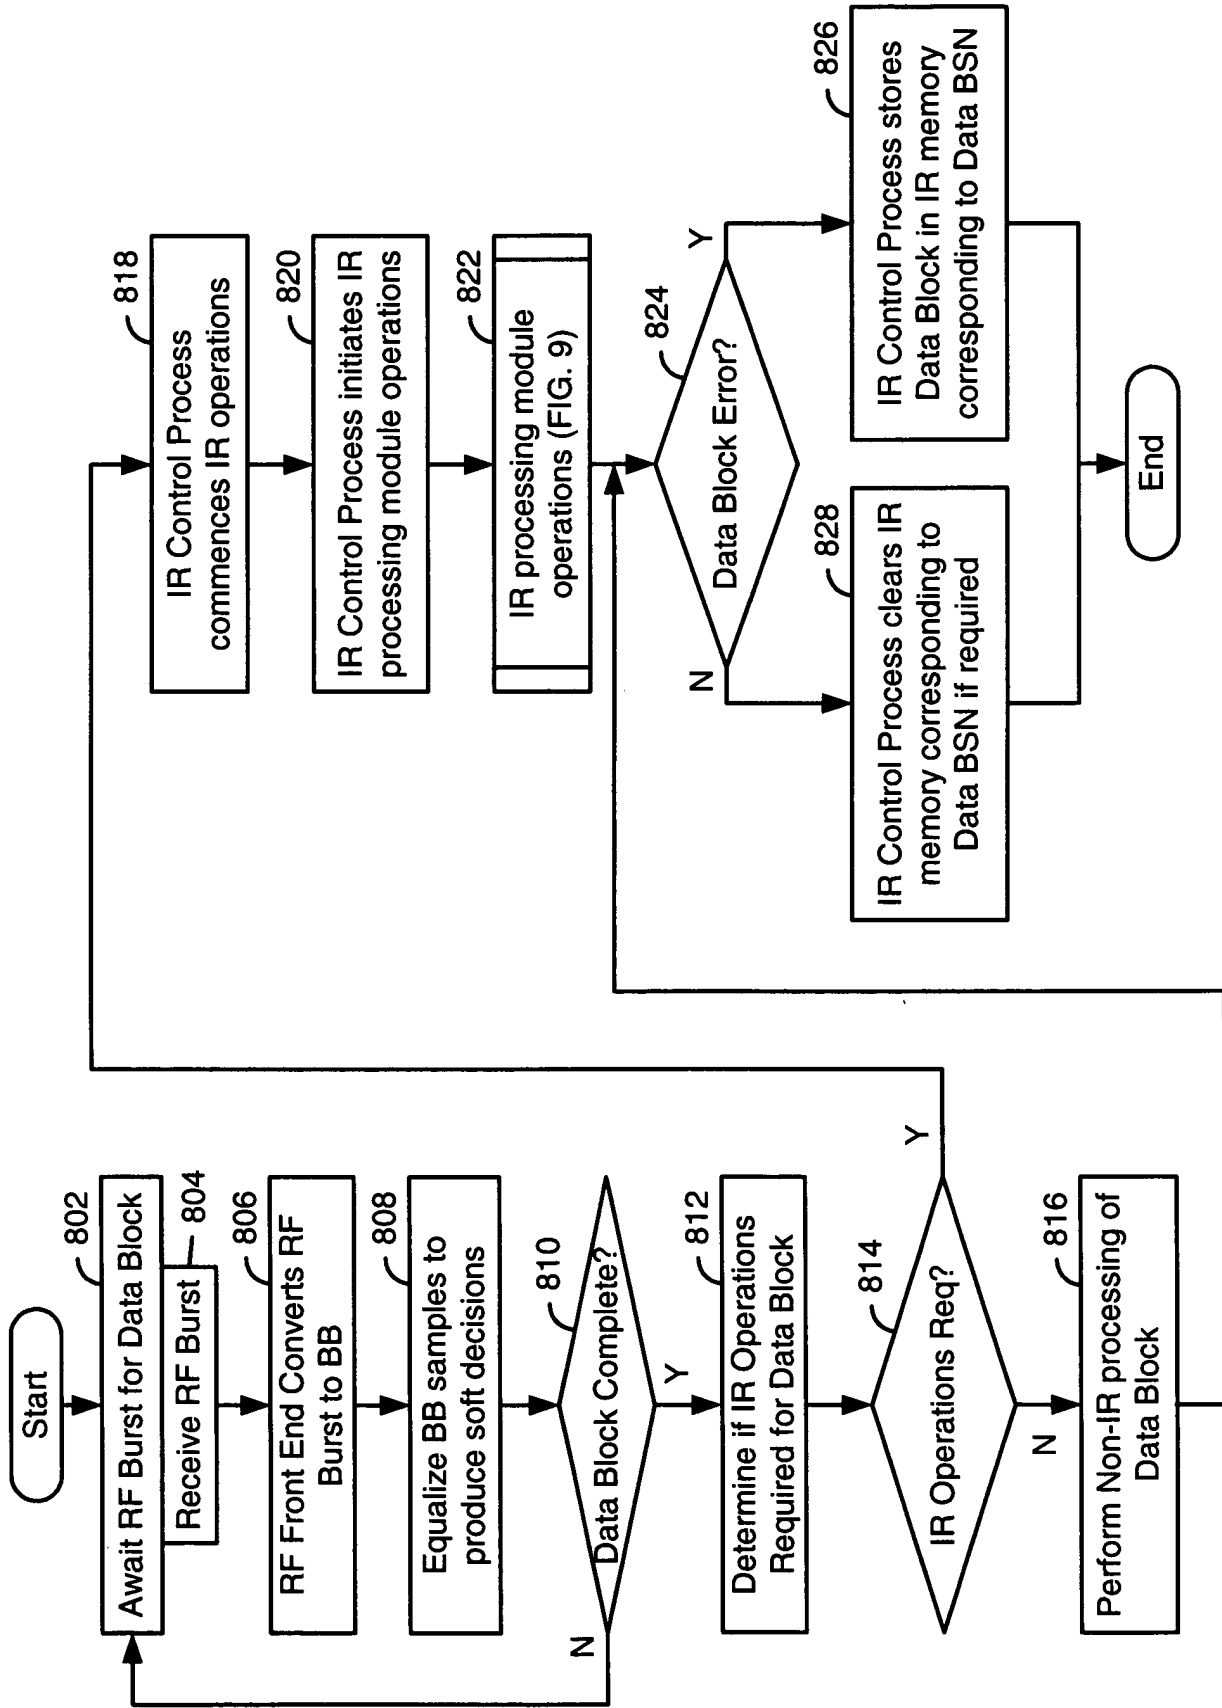 Start
802
Await RF Burst for Data Block
804
Receive RF Burst
806
RF Front End Converts RF
Burst to BB
808
Equalize BB samples to
produce soft decisions
810
Data Block Complete?
N
Y
812
Determine if IR Operations
Required for Data Block
814
IR Operations Req?
Y
N
816
Perform Non-IR processing of
Data Block
818
IR Control Process
commences IR operations
820
IR Control Process initiates IR
processing module operations
822
IR processing module
operations (FIG. 9)
824
Data Block Error?
N
Y
828
IR Control Process clears IR
memory corresponding to
Data BSN if required
826
IR Control Process stores
Data Block in IR memory
corresponding to Data BSN
End